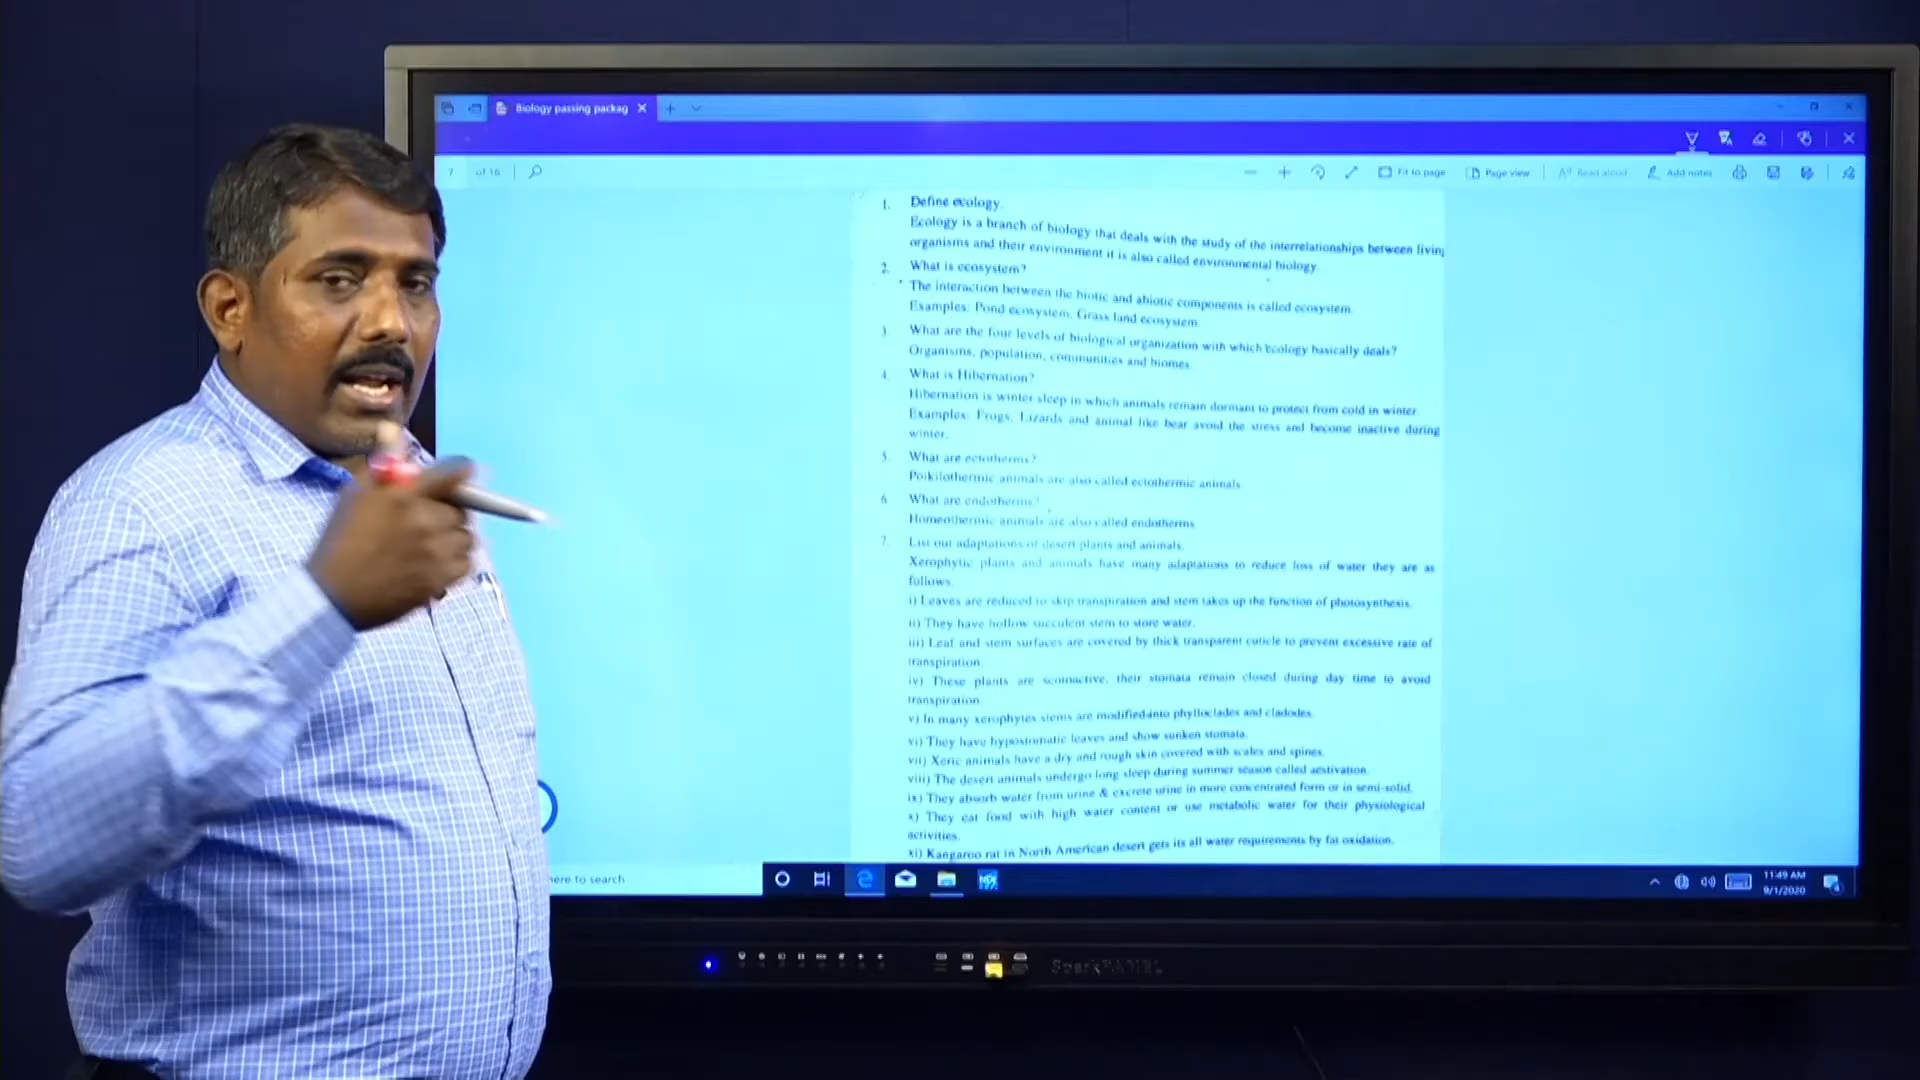 Biology passing packag
7 of 16
Fit to page
Page view
Read aloud
Add notes
1. Define ecology.
Ecology is a branch of biology that deals with the study of the interrelationships between livin
organisms and their environment it is also called environmental biology.
2. What is ecosystem?
The interaction between the biotic and abiotic components is called ecosystem.
Examples: Pond ecosystem, Grass land ecosystem.
3. What are the four levels of biological organization with which ecology basically deals?
Organisms, population, communities and biomes.
4. What is Hibernation?
Hibernation is winter sleep in which animals remain dormant to protect from cold in winter.
Examples: Frogs, Lizards and animal like bear avoid the stress and become inactive during
winter.
5. What are ectotherms?
Poikilothermic animals are also called ectothermic animals
6 What are endotherms?
Homeothermic animals are also called endotherms.
7. List out adaptations of desert plants and animals.
Xerophytic plants and animals have many adaptations to reduce loss of water they are as
follows.
i) Leaves are reduced to skip transpiration and stem takes up the function of photosynthesis.
ii) They have hollow succulent stem to store water.
iii) Leaf and stem surfaces are covered by thick transparent cuticle to prevent excessive rate of
transpiration.
iv) These plants are scotoactive, their stomata remain closed during day time to avoid
transpiration.
v) In many xerophytes stems are modified into phylloclades and cladodes.
vi) They have hypostomatic leaves and show sunken stomata.
vii) Xeric animals have a dry and rough skin covered with scales and spines.
viii) The desert animals undergo long sleep during summer season called aestivation.
ix) They absorb water from urine & excrete urine in more concentrated form or in semi-solid.
x) They eat food with high water content or use metabolic water for their physiological
activities.
xi) Kangaroo rat in North American desert gets its all water requirements by fat oxidation.
here to search
11:49 AM
9/1/2020
SparkPANEL